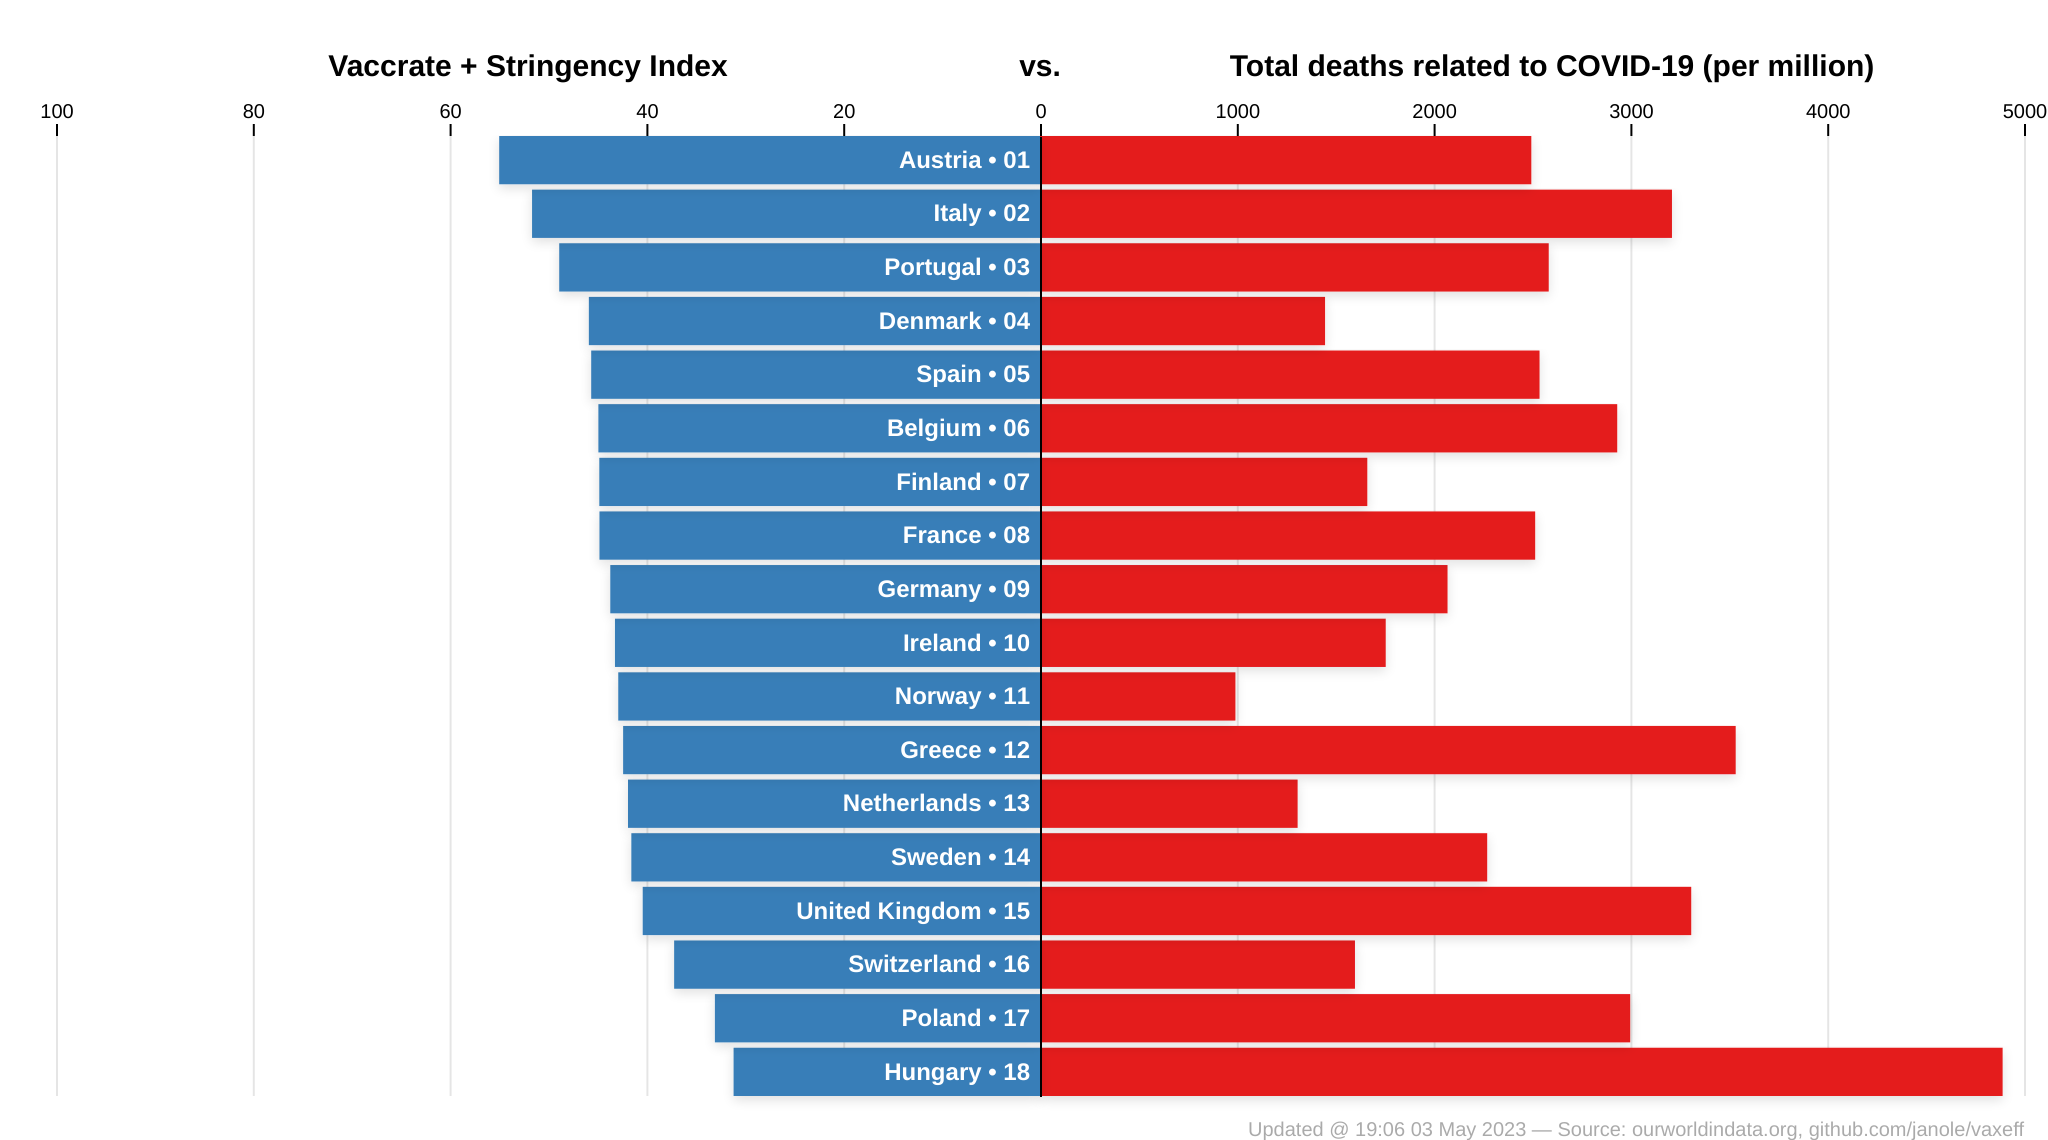 Vaccrate + Stringency Index vs. Total deaths related to COVID-19 (per million)
100 80 60 40 20 0 1000 2000 3000 4000 5000
Austria • 01
Italy • 02
Portugal • 03
Denmark • 04
Spain • 05
Belgium • 06
Finland • 07
France • 08
Germany • 09
Ireland • 10
Norway • 11
Greece • 12
Netherlands • 13
Sweden • 14
United Kingdom • 15
Switzerland • 16
Poland • 17
Hungary • 18
Updated @ 19:06 03 May 2023 — Source: ourworldindata.org, github.com/janole/vaxeff